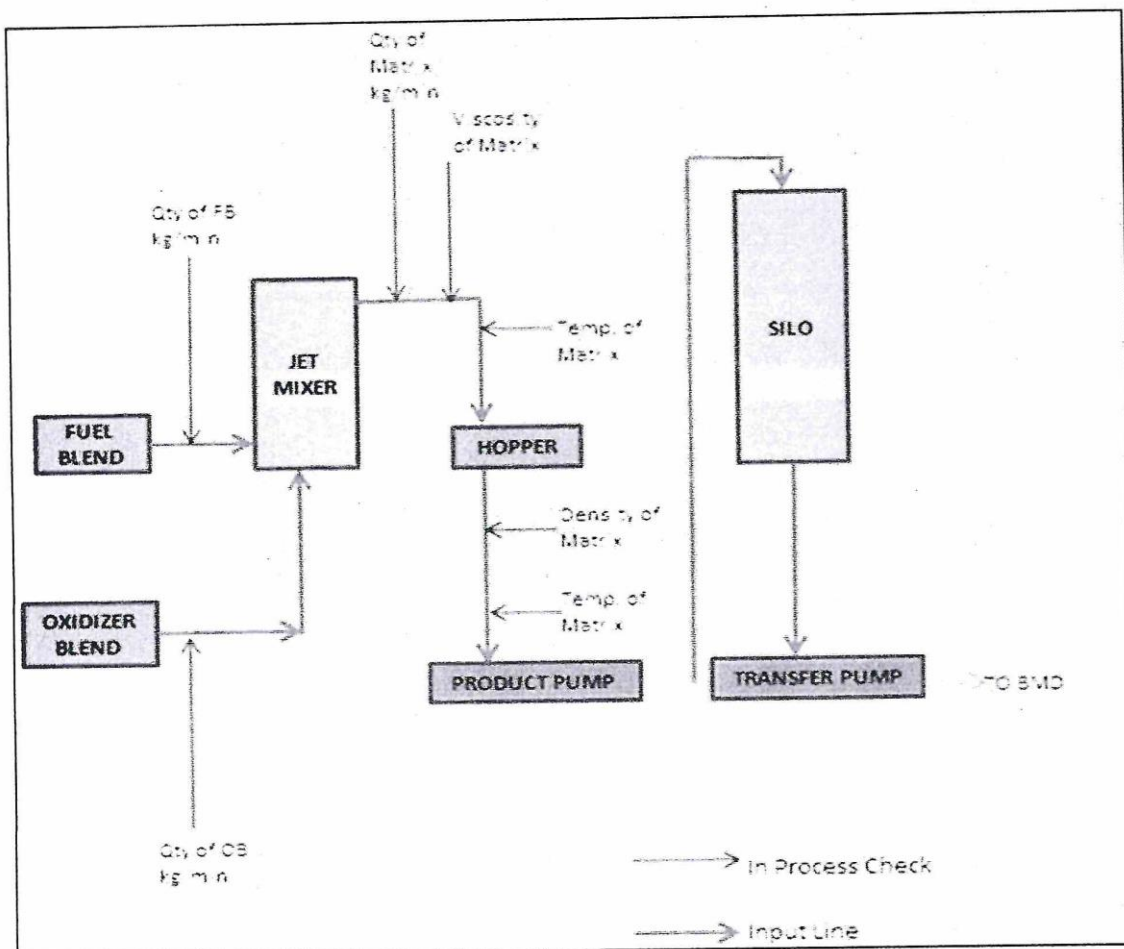 Qty of
Matrix
kg/min
Viscosity
of Matrix
Qty of FB
kg/min
JET
MIXER
Temp. of
Matrix
SILO
FUEL
BLEND
HOPPER
Density of
Matrix
Temp. of
Matrix
OXIDIZER
BLEND
PRODUCT PUMP
TRANSFER PUMP
TO BMD
Qty of OB
kg/min
In Process Check
Input Line